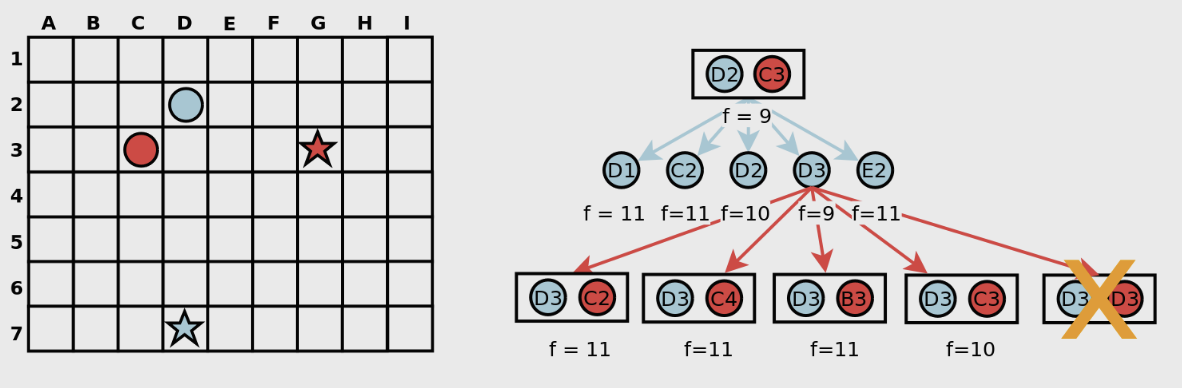 A B C D E F G H I
1
2
3
4
5
6
7
D2 C3
f = 9
D1 C2 D2 D3 E2
f = 11 f=11 f=10 f=9 f=11
D3 C2 D3 C4 D3 B3 D3 C3 D3 D3
f = 11 f=11 f=11 f=10